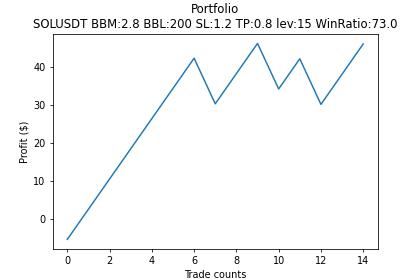 Portfolio
SOLUSDT BBM:2.8 BBL:200 SL:1.2 TP:0.8 lev:15 WinRatio:73.0
Profit ($)
40
30
20
10
0
0 2 4 6 8 10 12 14
Trade counts